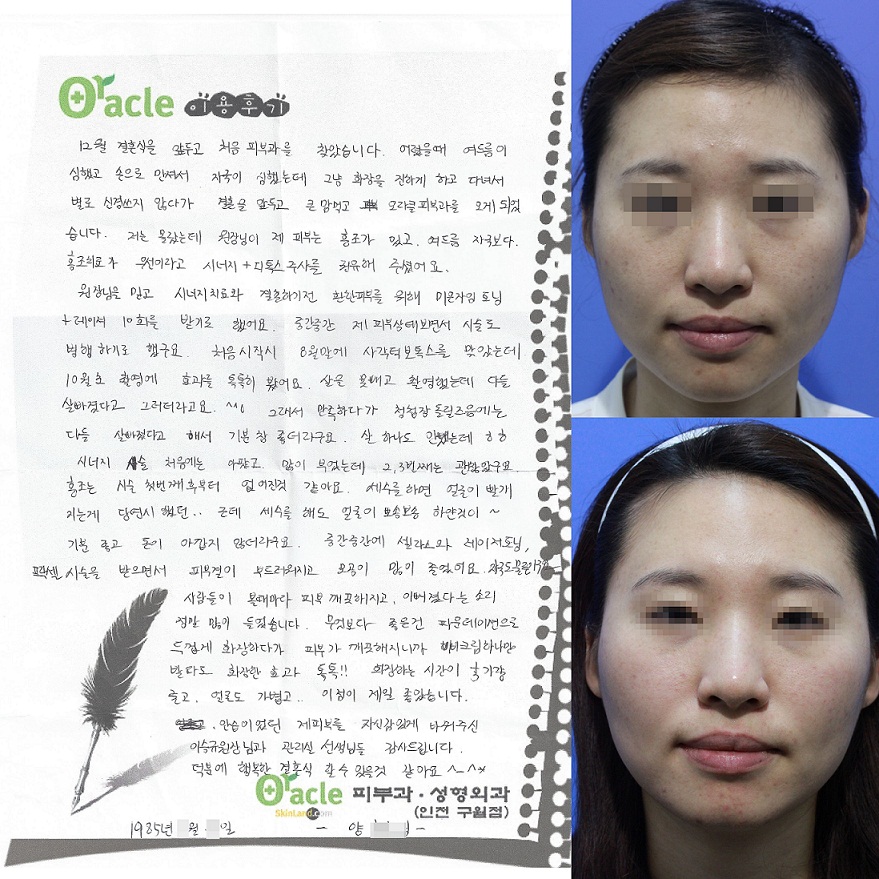 Oracle 이용후기
12월 결혼식을 앞두고 처음 피부과를 찾았습니다. 어렸을때 여드름이
심했고 손으로 만져서 자국이 심했는데 그냥 화장을 진하게 하고 다녀서
별로 신경쓰지 않다가 결혼을 앞두고 큰 맘먹고 오라클피부과를 오게 되었
습니다. 저는 몰랐는데 원장님이 제 피부는 홍조가 있고, 여드름 자국보다.
홍조치료가 우선이라고 시너지+디톡스주사를 권유해 주셨어요.
원장님을 믿고 시너지치료와 결혼하기전 환한피부를 위해 미온자임 토닝
+레이저 10회를 받기로 했어요. 중간중간 제 피부상태보면서 시술도
병행하기로 했구요. 처음시작시 8월만에 사각턱보톡스를 맞았는데
10월초 촬영에 효과를 톡톡히 봤어요. 살은 못빼고 촬영했는데 다들
살빠졌다고 그러더라고요. ^^ 그래서 만족하다가 청첩장 돌릴즈음에는
다들 살빠졌다고 해서 기분 참 좋더라구요. 살 하나도 안뺐는데 ㅎㅎ
시너지 시술 처음에는 아팠고 많이 부었는데 2,3번째는 괜찮았구요
홍조는 시술 첫번째후부터 없어진것 같아요. 세수를하면 얼굴이 빨개
지는게 당연시 했던.. 근데 세수를 해도 얼굴이 뽀송뽀송 하얀것이 ~
기분 좋고 돈이 아깝지 않더라구요. 중간중간에 셀라스와 레이저토닝,
시술을 받으면서 피부결이 부드러워지고 모공이 많이 줄었어요.
사람들이 볼때마다 피부 깨끗해지고, 이뻐졌다는 소리
정말 많이 들었습니다. 무엇보다 좋은건 파운데이션으로
두껍게 화장하다가 피부가 깨끗해지니까 비비크림하나만
발라도 화장한 효과 톡톡!! 화장하는 시간이
줄고, 얼굴도 가볍고.. 이점이 제일 좋았습니다.
컴플렉스이었던 제피부를 자신감있게 바꿔주신
이승규원장님과 관리실 선생님들 감사드립니다.
덕분에 행복한 결혼식 할수 있을것 같아요 ^-^*
Oracle 피부과·성형외과
SkinLand.com (인천 구월점)
1985년 월 일 - 양 -